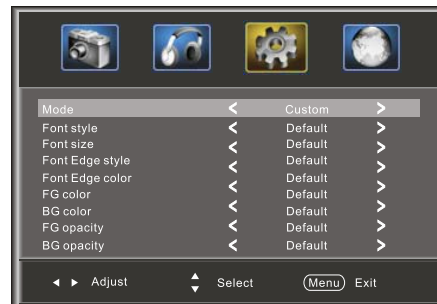 Mode < Custom >
Font style < Default >
Font size < Default >
Font Edge style < Default >
Font Edge color < Default >
FG color < Default >
BG color < Default >
FG opacity < Default >
BG opacity < Default >
Adjust Select Menu Exit